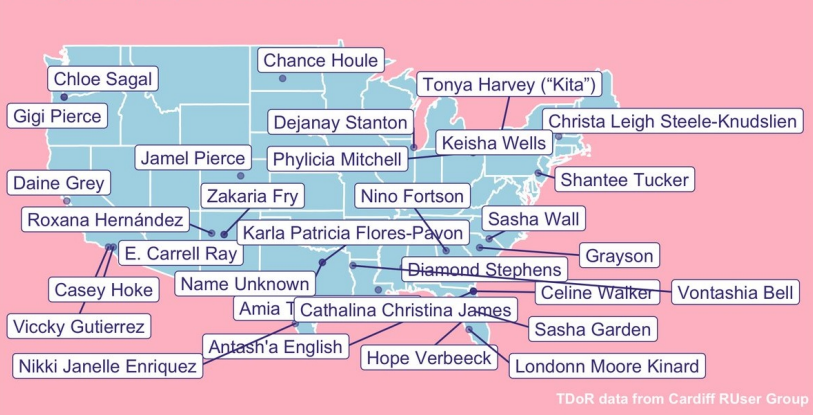 Chance Houle
Chloe Sagal
Tonya Harvey (“Kita”)
Gigi Pierce
Dejanay Stanton
Christa Leigh Steele-Knudslien
Keisha Wells
Jamel Pierce
Phylicia Mitchell
Daine Grey
Shantee Tucker
Zakaria Fry
Nino Fortson
Roxana Hernández
Sasha Wall
Karla Patricia Flores-Pavon
E. Carrell Ray
Grayson
Diamond Stephens
Name Unknown
Casey Hoke
Celine Walker
Vontashia Bell
Amia
Cathalina Christina James
Viccky Gutierrez
Sasha Garden
Antash'a English
Hope Verbeeck
Nikki Janelle Enriquez
Londonn Moore Kinard
TDoR data from Cardiff RUser Group